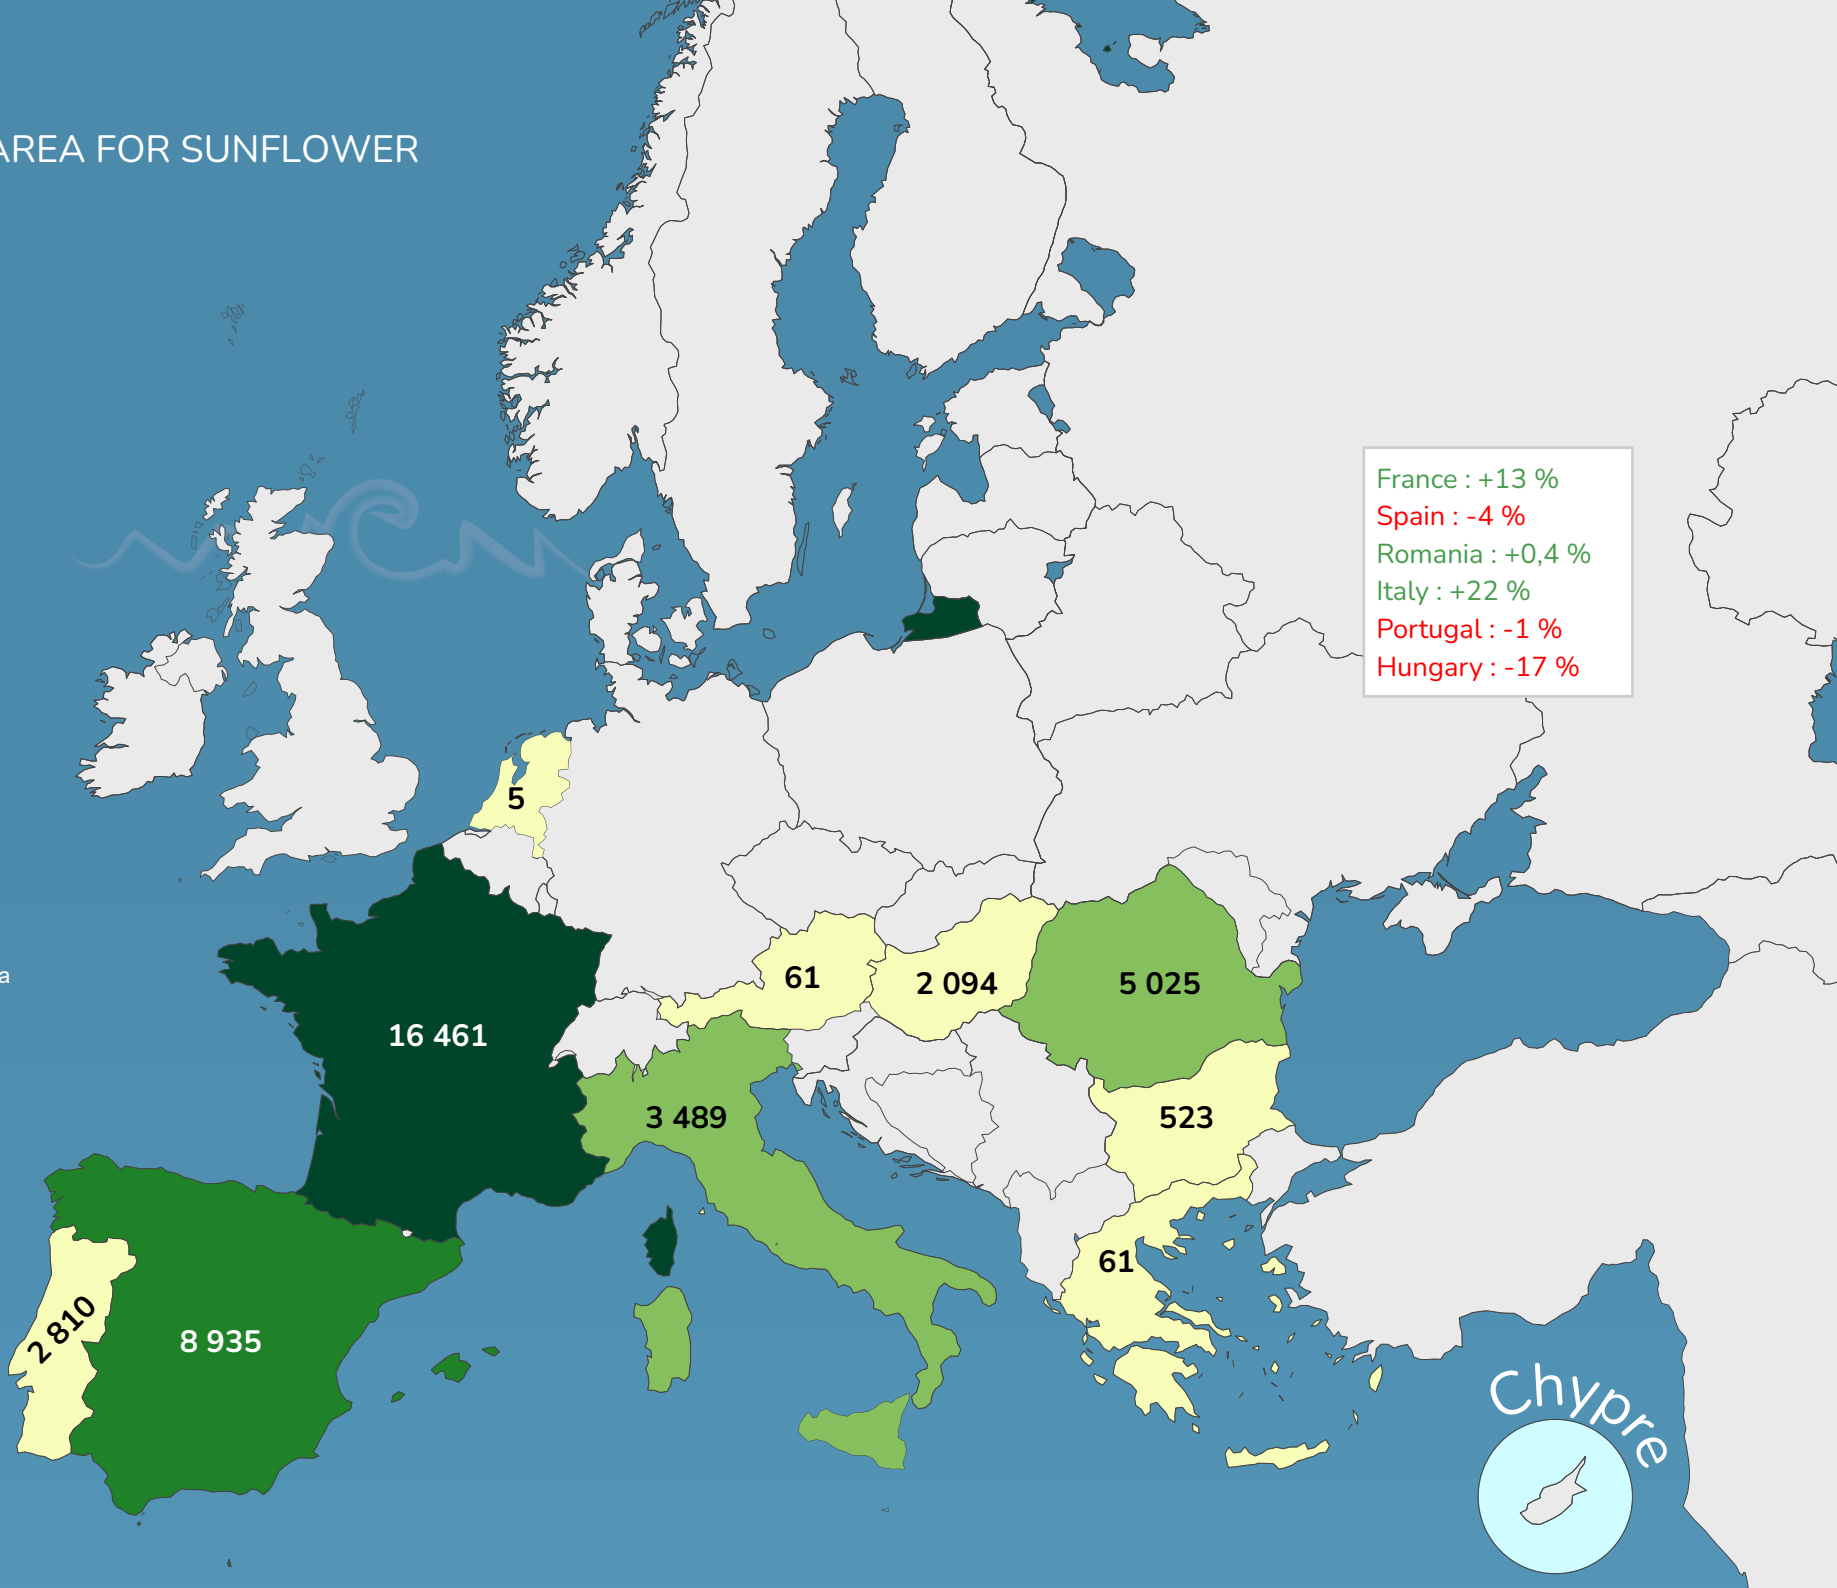 AREA FOR SUNFLOWER
France : +13 %
Spain : -4 %
Romania : +0,4 %
Italy : +22 %
Portugal : -1 %
Hungary : -17 %
5
61
2 094
5 025
a
16 461
3 489
523
61
2 810
8 935
Chypre